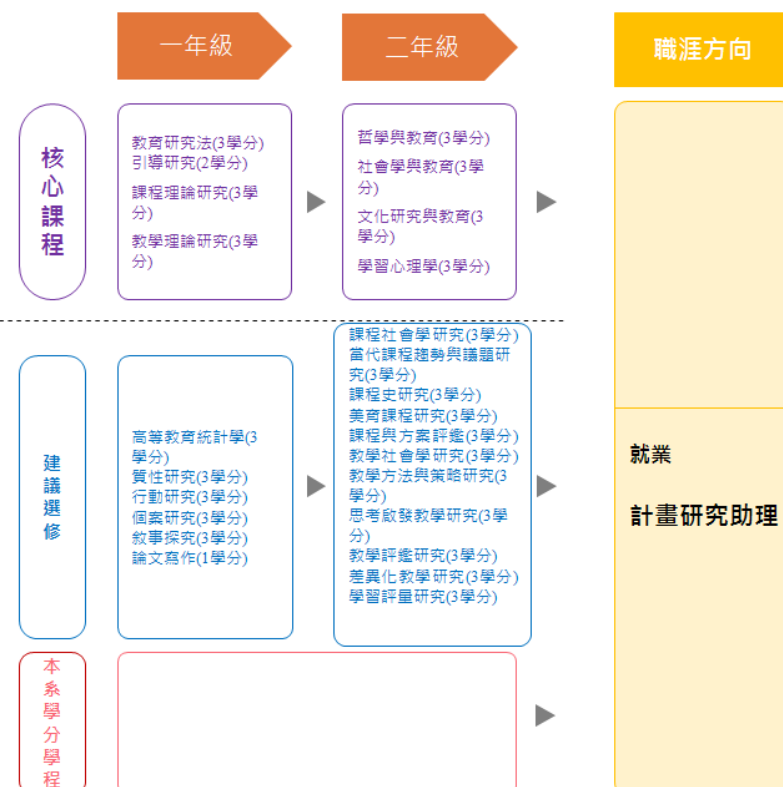 一年級
二年級
職涯方向
核心課程
教育研究法(3學分)
引導研究(2學分)
課程理論研究(3學
分)
教學理論研究(3學
分)
哲學與教育(3學分)
社會學與教育(3學
分)
文化研究與教育(3
學分)
學習心理學(3學分)
建議選修
高等教育統計學(3
學分)
質性研究(3學分)
行動研究(3學分)
個案研究(3學分)
敘事探究(3學分)
論文寫作(1學分)
課程社會學研究(3學分)
當代課程趨勢與議題研
究(3學分)
課程史研究(3學分)
美育課程研究(3學分)
課程與方案評鑑(3學分)
教學社會學研究(3學分)
教學方法與策略研究(3
學分)
思考啟發教學研究(3學
分)
教學評鑑研究(3學分)
差異化教學研究(3學分)
學習評量研究(3學分)
就業
計畫研究助理
本系學分學程